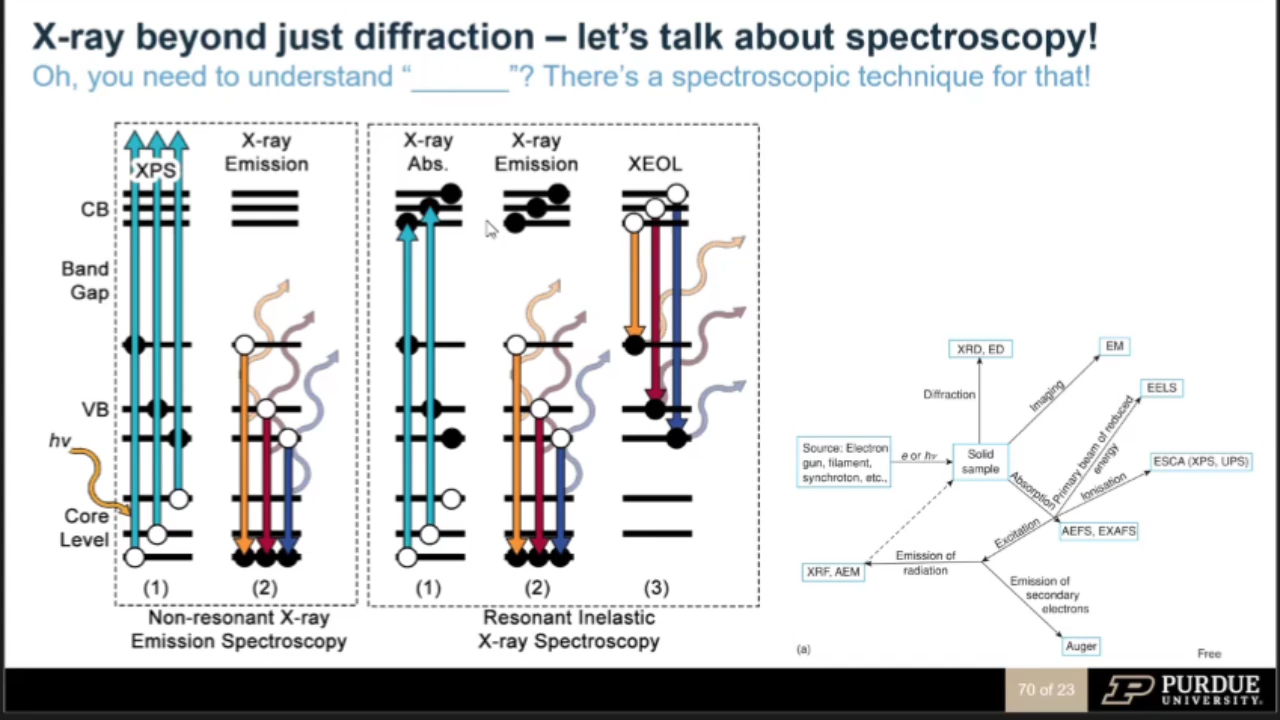 X-ray beyond just diffraction – let's talk about spectroscopy!
Oh, you need to understand “______”? There's a spectroscopic technique for that!
XPS
X-ray
Emission
X-ray
Abs.
X-ray
Emission
XEOL
CB
Band
Gap
VB
hν
Core
Level
(1)
(2)
(1)
(2)
(3)
Non-resonant X-ray
Emission Spectroscopy
Resonant Inelastic
X-ray Spectroscopy
XRD, ED
EM
Diffraction
Imaging
EELS
Source: Electron
gun, filament,
synchroton, etc.,
e or hν
Solid
sample
Primary beam of reduced
energy
Absorption
Ionisation
ESCA (XPS, UPS)
AEFS, EXAFS
Excitation
Emission of
radiation
XRF, AEM
Emission of
secondary
electrons
Auger
(a)
Free
70 of 23
PURDUE
UNIVERSITY.